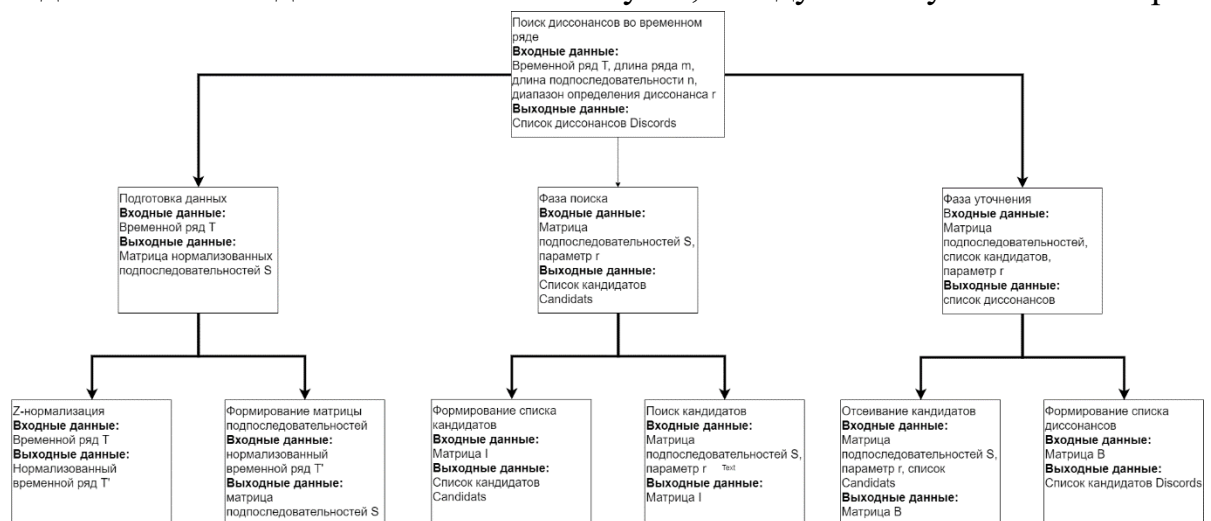 Поиск диссонансов во временном
ряде
Входные данные:
Временной ряд T, длина ряда m,
длина подпоследовательности n,
диапазон определения диссонанса r
Выходные данные:
Список диссонансов Discords
Подготовка данных
Входные данные:
Временной ряд T
Выходные данные:
Матрица нормализованных
подпоследовательностей S
Фаза поиска
Входные данные:
Матрица
подпоследовательностей S,
параметр r
Выходные данные:
Список кандидатов
Candidats
Фаза уточнения
Входные данные:
Матрица
подпоследовательностей,
список кандидатов,
параметр r
Выходные данные:
список диссонансов
Z-нормализация
Входные данные:
Временной ряд T
Выходные данные:
Нормализованный
временной ряд T'
Формирование матрицы
подпоследовательностей
Входные данные:
нормализованный
временной ряд T'
Выходные данные:
матрица
подпоследовательностей S
Формирование списка
кандидатов
Входные данные:
Матрица I
Выходные данные:
Список кандидатов
Candidats
Поиск кандидатов
Входные данные:
Матрица
подпоследовательностей S,
параметр r Text
Выходные данные:
Матрица I
Отсеивание кандидатов
Входные данные:
Матрица
подпоследовательностей S,
параметр r, список
Candidats
Выходные данные:
Матрица B
Формирование списка
диссонансов
Входные данные:
Матрица B
Выходные данные:
Список кандидатов Discords